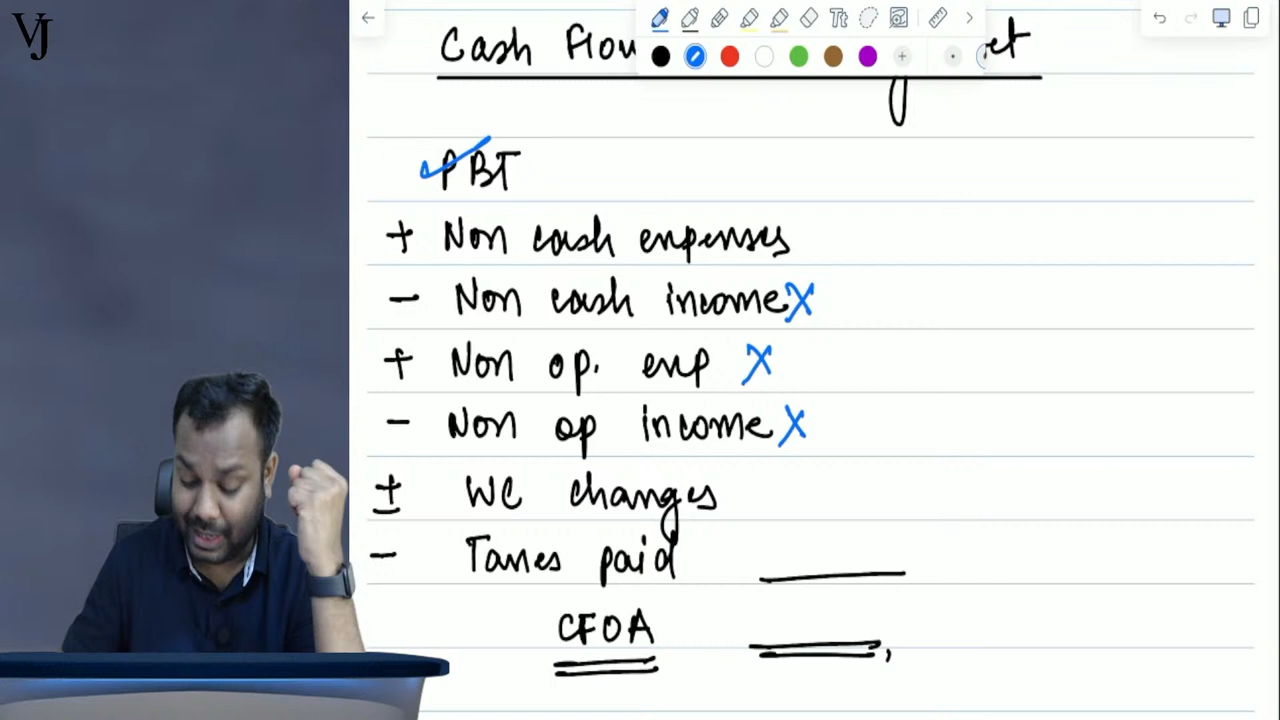 VJ
Cash Flow
PBT
+ Non cash expenses
- Non cash income X
+ Non op. exp X
- Non op income X
± WC changes
- Taxes paid
CFOA